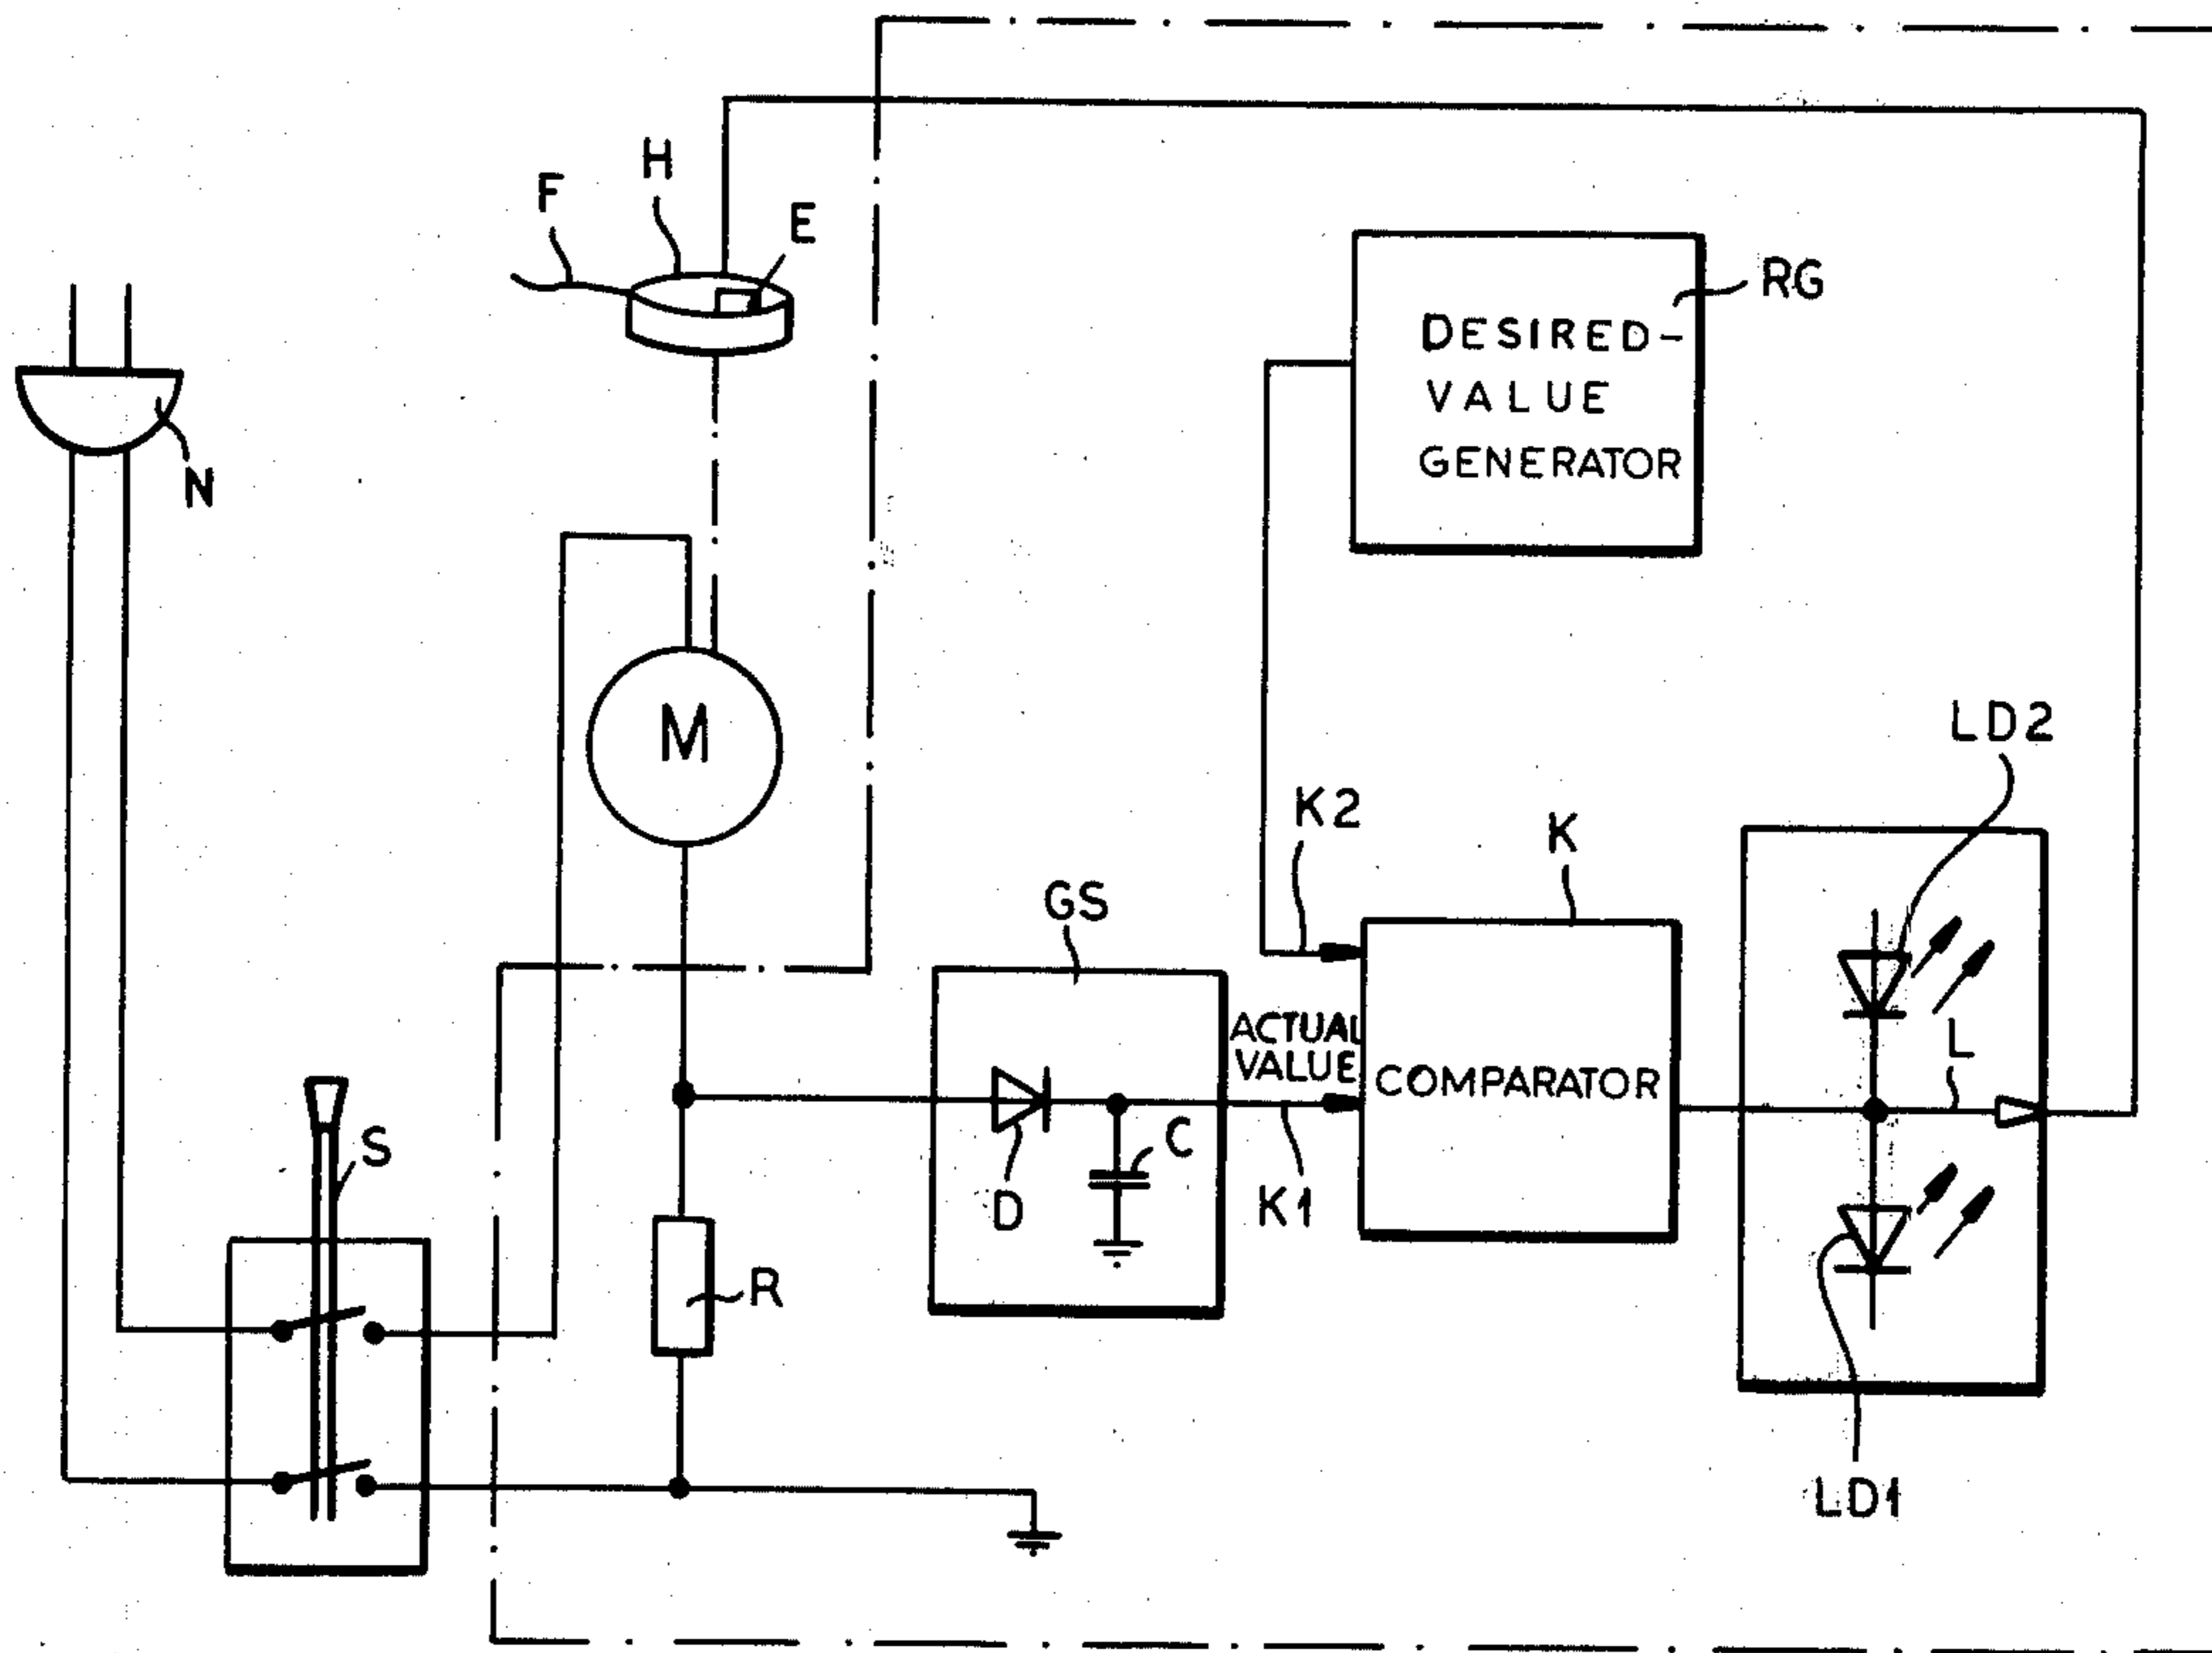 H
F
E
RG
DESIRED-
VALUE
GENERATOR
N
M
LD2
K2
K
GS
ACTUAL
VALUE
COMPARATOR
L
S
C
D
K1
R
LD1